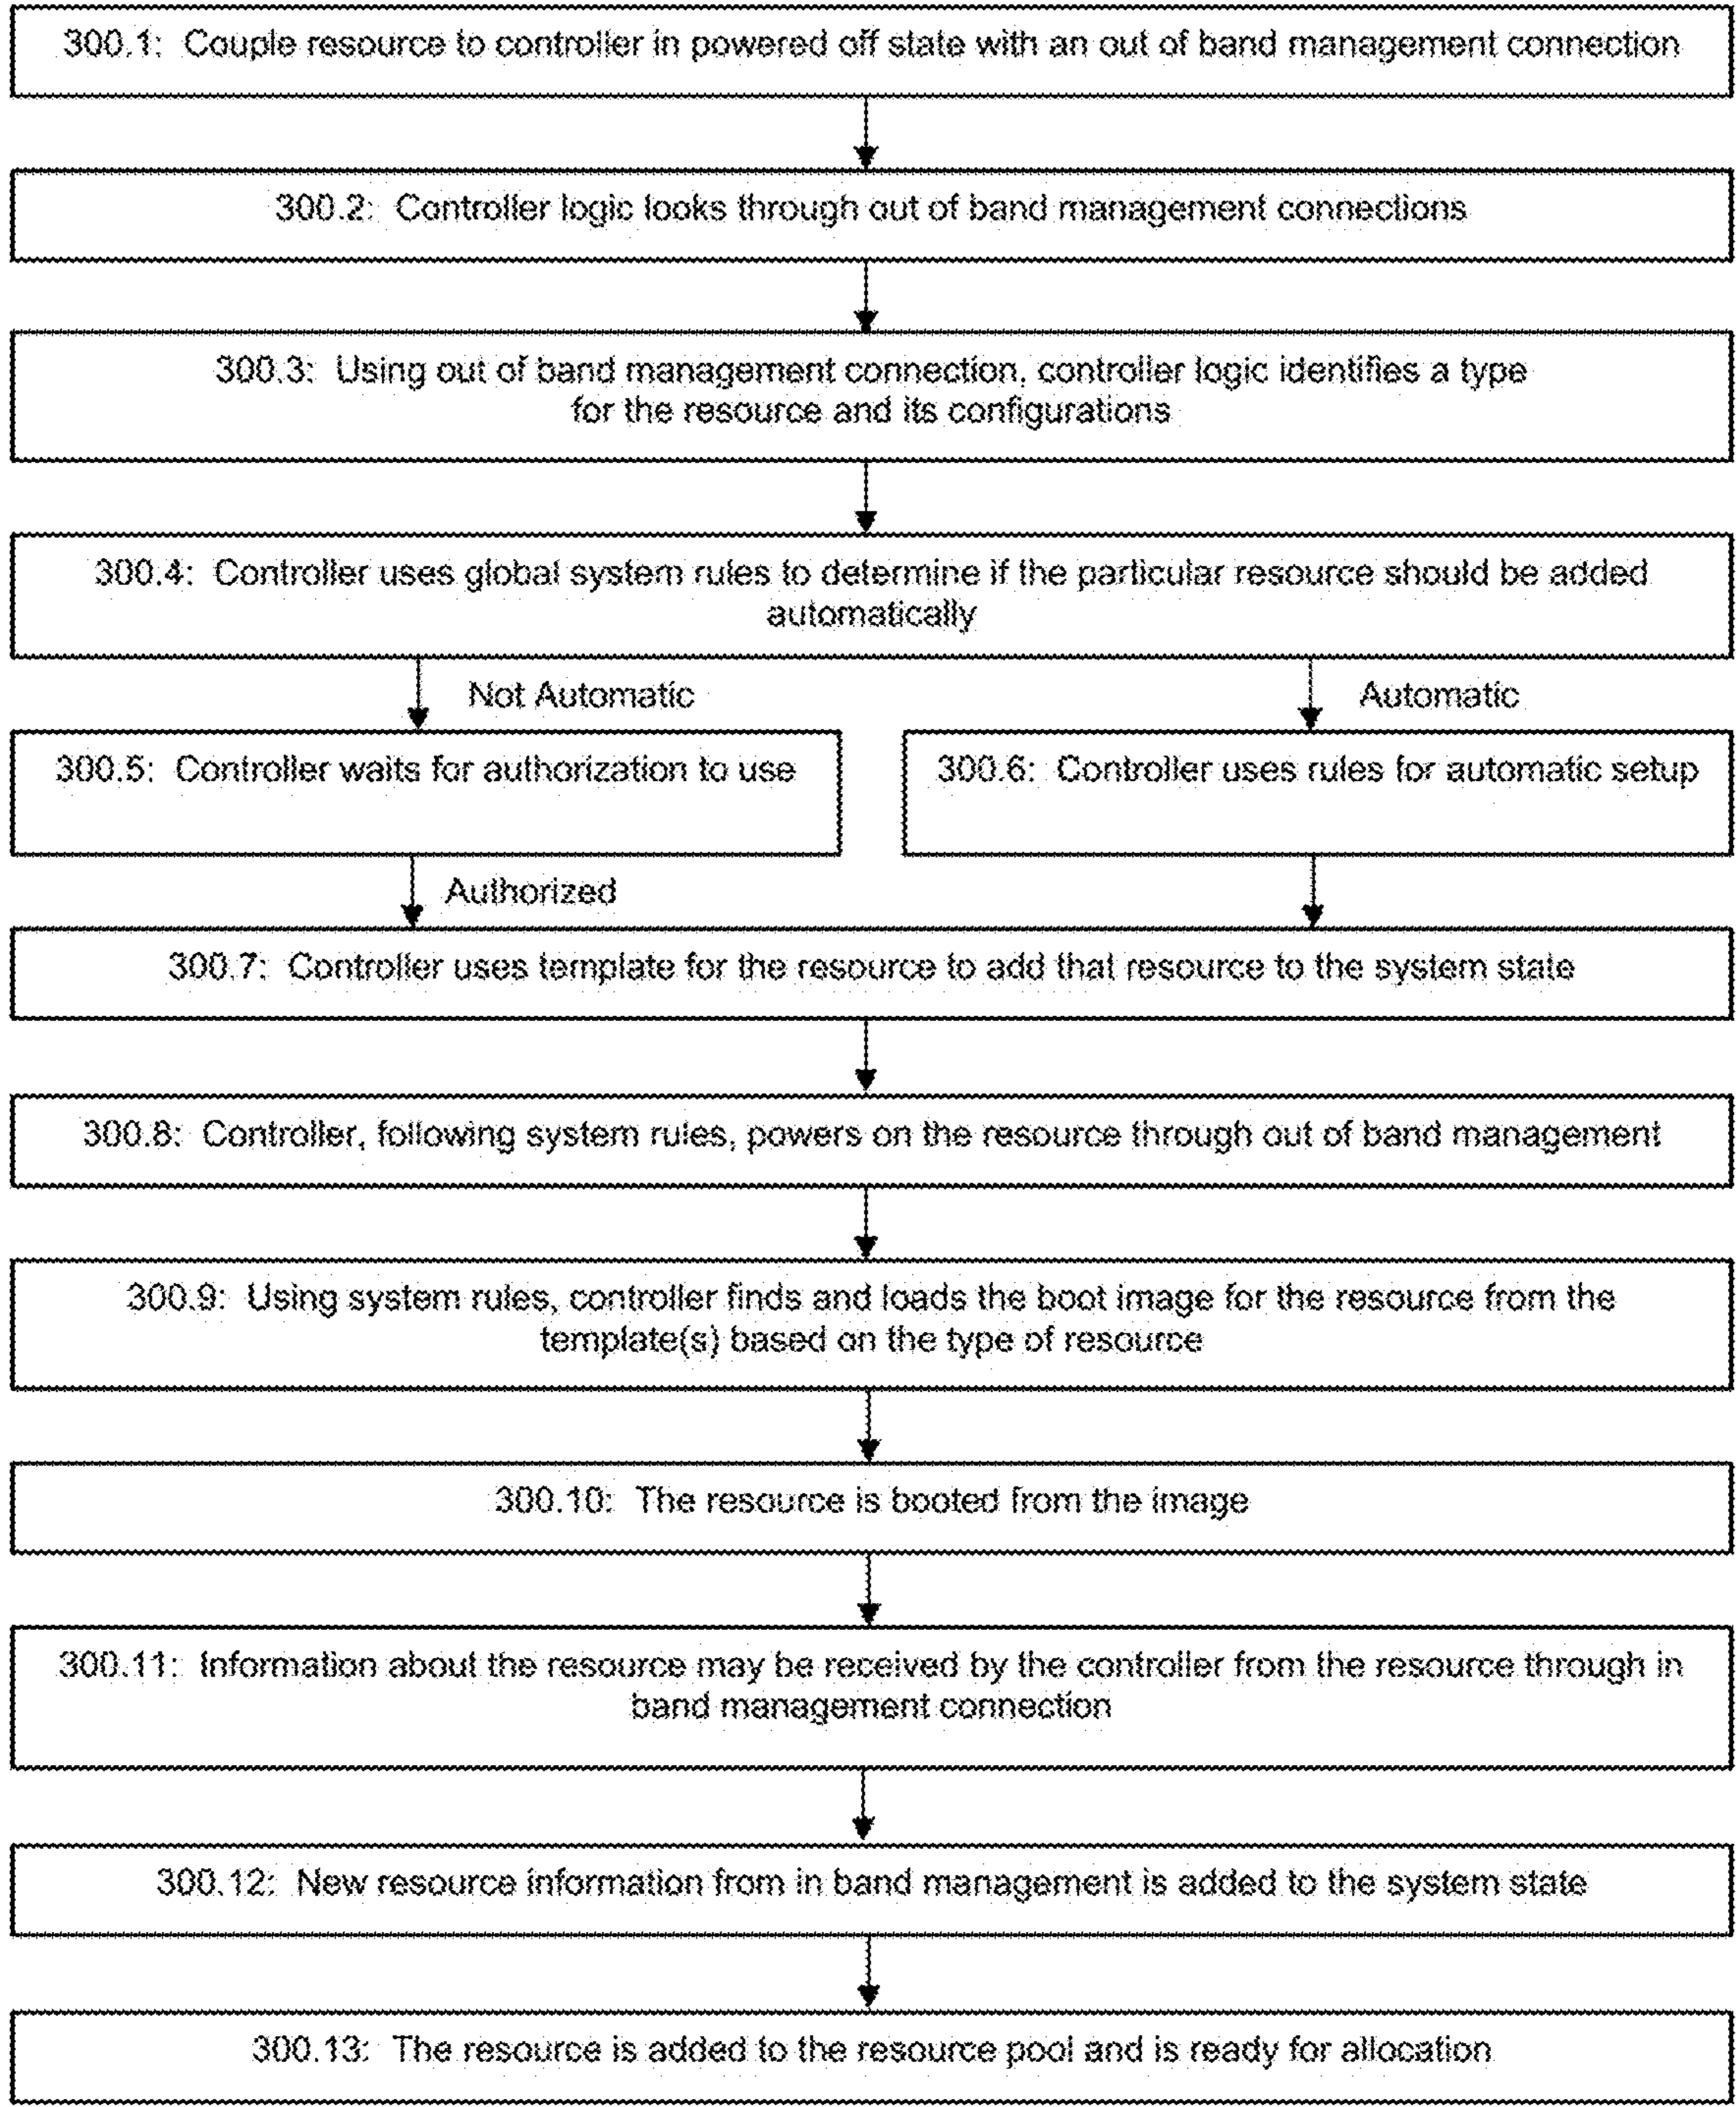 300.1: Couple resource to controller in powered off state with an out of band management connection
300.2: Controller logic looks through out of band management connections
300.3: Using out of band management connection, controller logic identifies a type
for the resource and its configurations
300.4: Controller uses global system rules to determine if the particular resource should be added
automatically
Not Automatic
Automatic
300.5: Controller waits for authorization to use
300.6: Controller uses rules for automatic setup
Authorized
300.7: Controller uses template for the resource to add that resource to the system state
300.8: Controller, following system rules, powers on the resource through out of band management
300.9: Using system rules, controller finds and loads the boot image for the resource from the
template(s) based on the type of resource
300.10: The resource is booted from the image
300.11: Information about the resource may be received by the controller from the resource through in
band management connection
300.12: New resource information from in band management is added to the system state
300.13: The resource is added to the resource pool and is ready for allocation